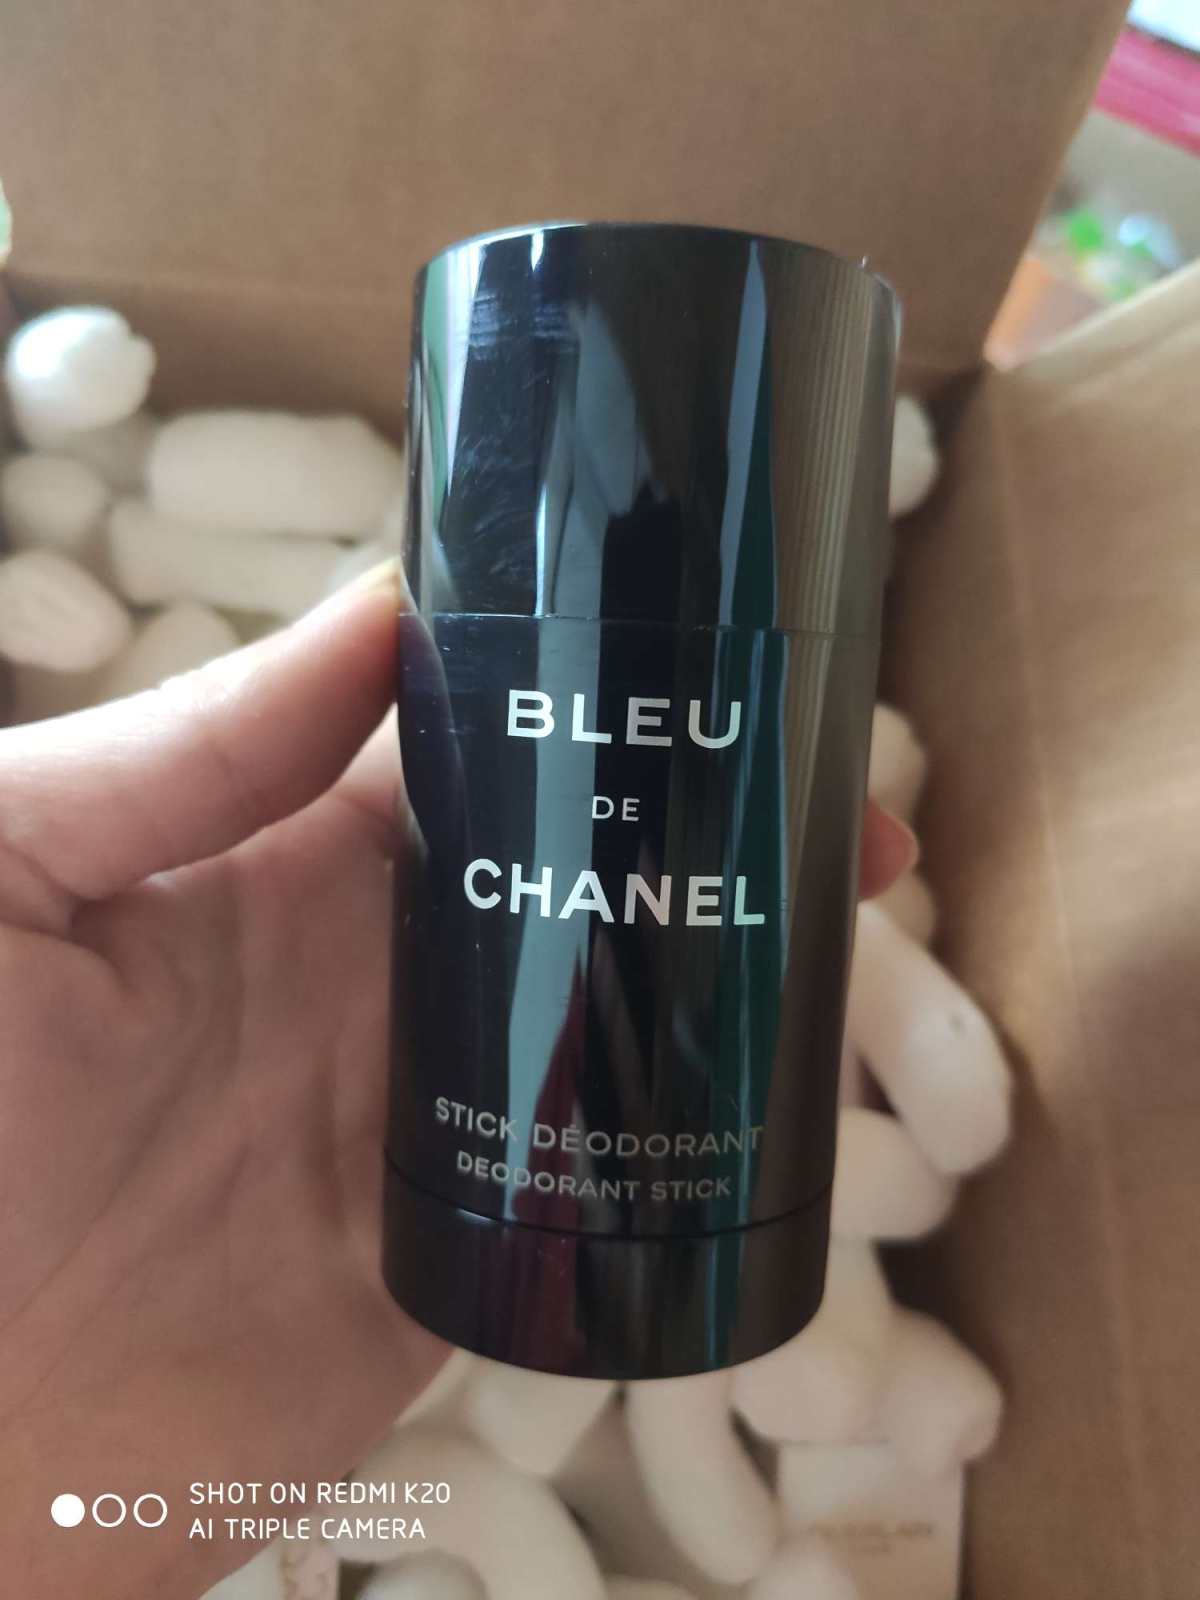 BLEU
DE
CHANEL
STICK DÉODORANT
DEODORANT STICK
SHOT ON REDMI K20
AI TRIPLE CAMERA